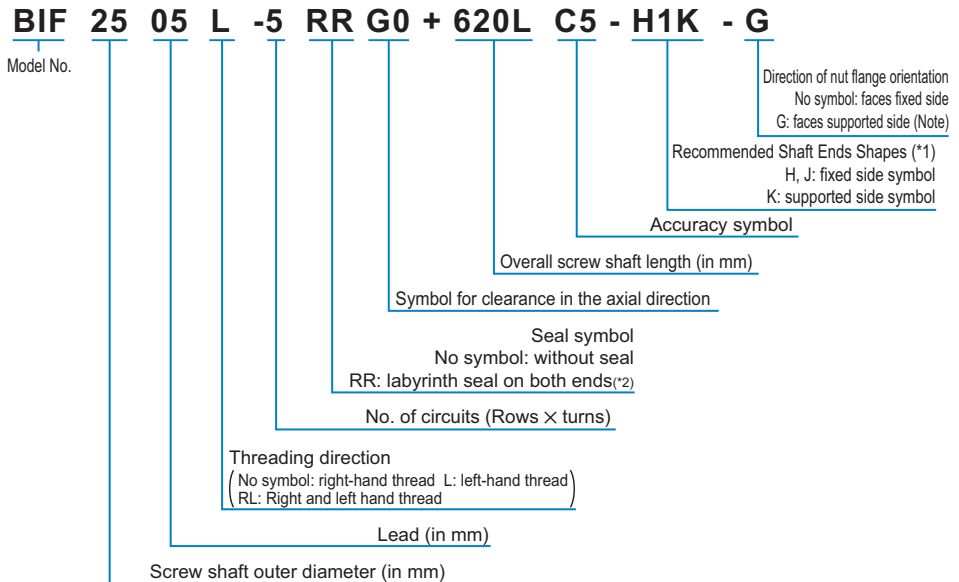 BIF 25 05 L -5 RR G0 + 620L C5 - H1K - G
Model No.
Direction of nut flange orientation
No symbol: faces fixed side
G: faces supported side (Note)
Recommended Shaft Ends Shapes (*1)
H, J: fixed side symbol
K: supported side symbol
Accuracy symbol
Overall screw shaft length (in mm)
Symbol for clearance in the axial direction
Seal symbol
No symbol: without seal
RR: labyrinth seal on both ends(*2)
No. of circuits (Rows × turns)
Threading direction
(No symbol: right-hand thread L: left-hand thread
RL: Right and left hand thread)
Lead (in mm)
Screw shaft outer diameter (in mm)